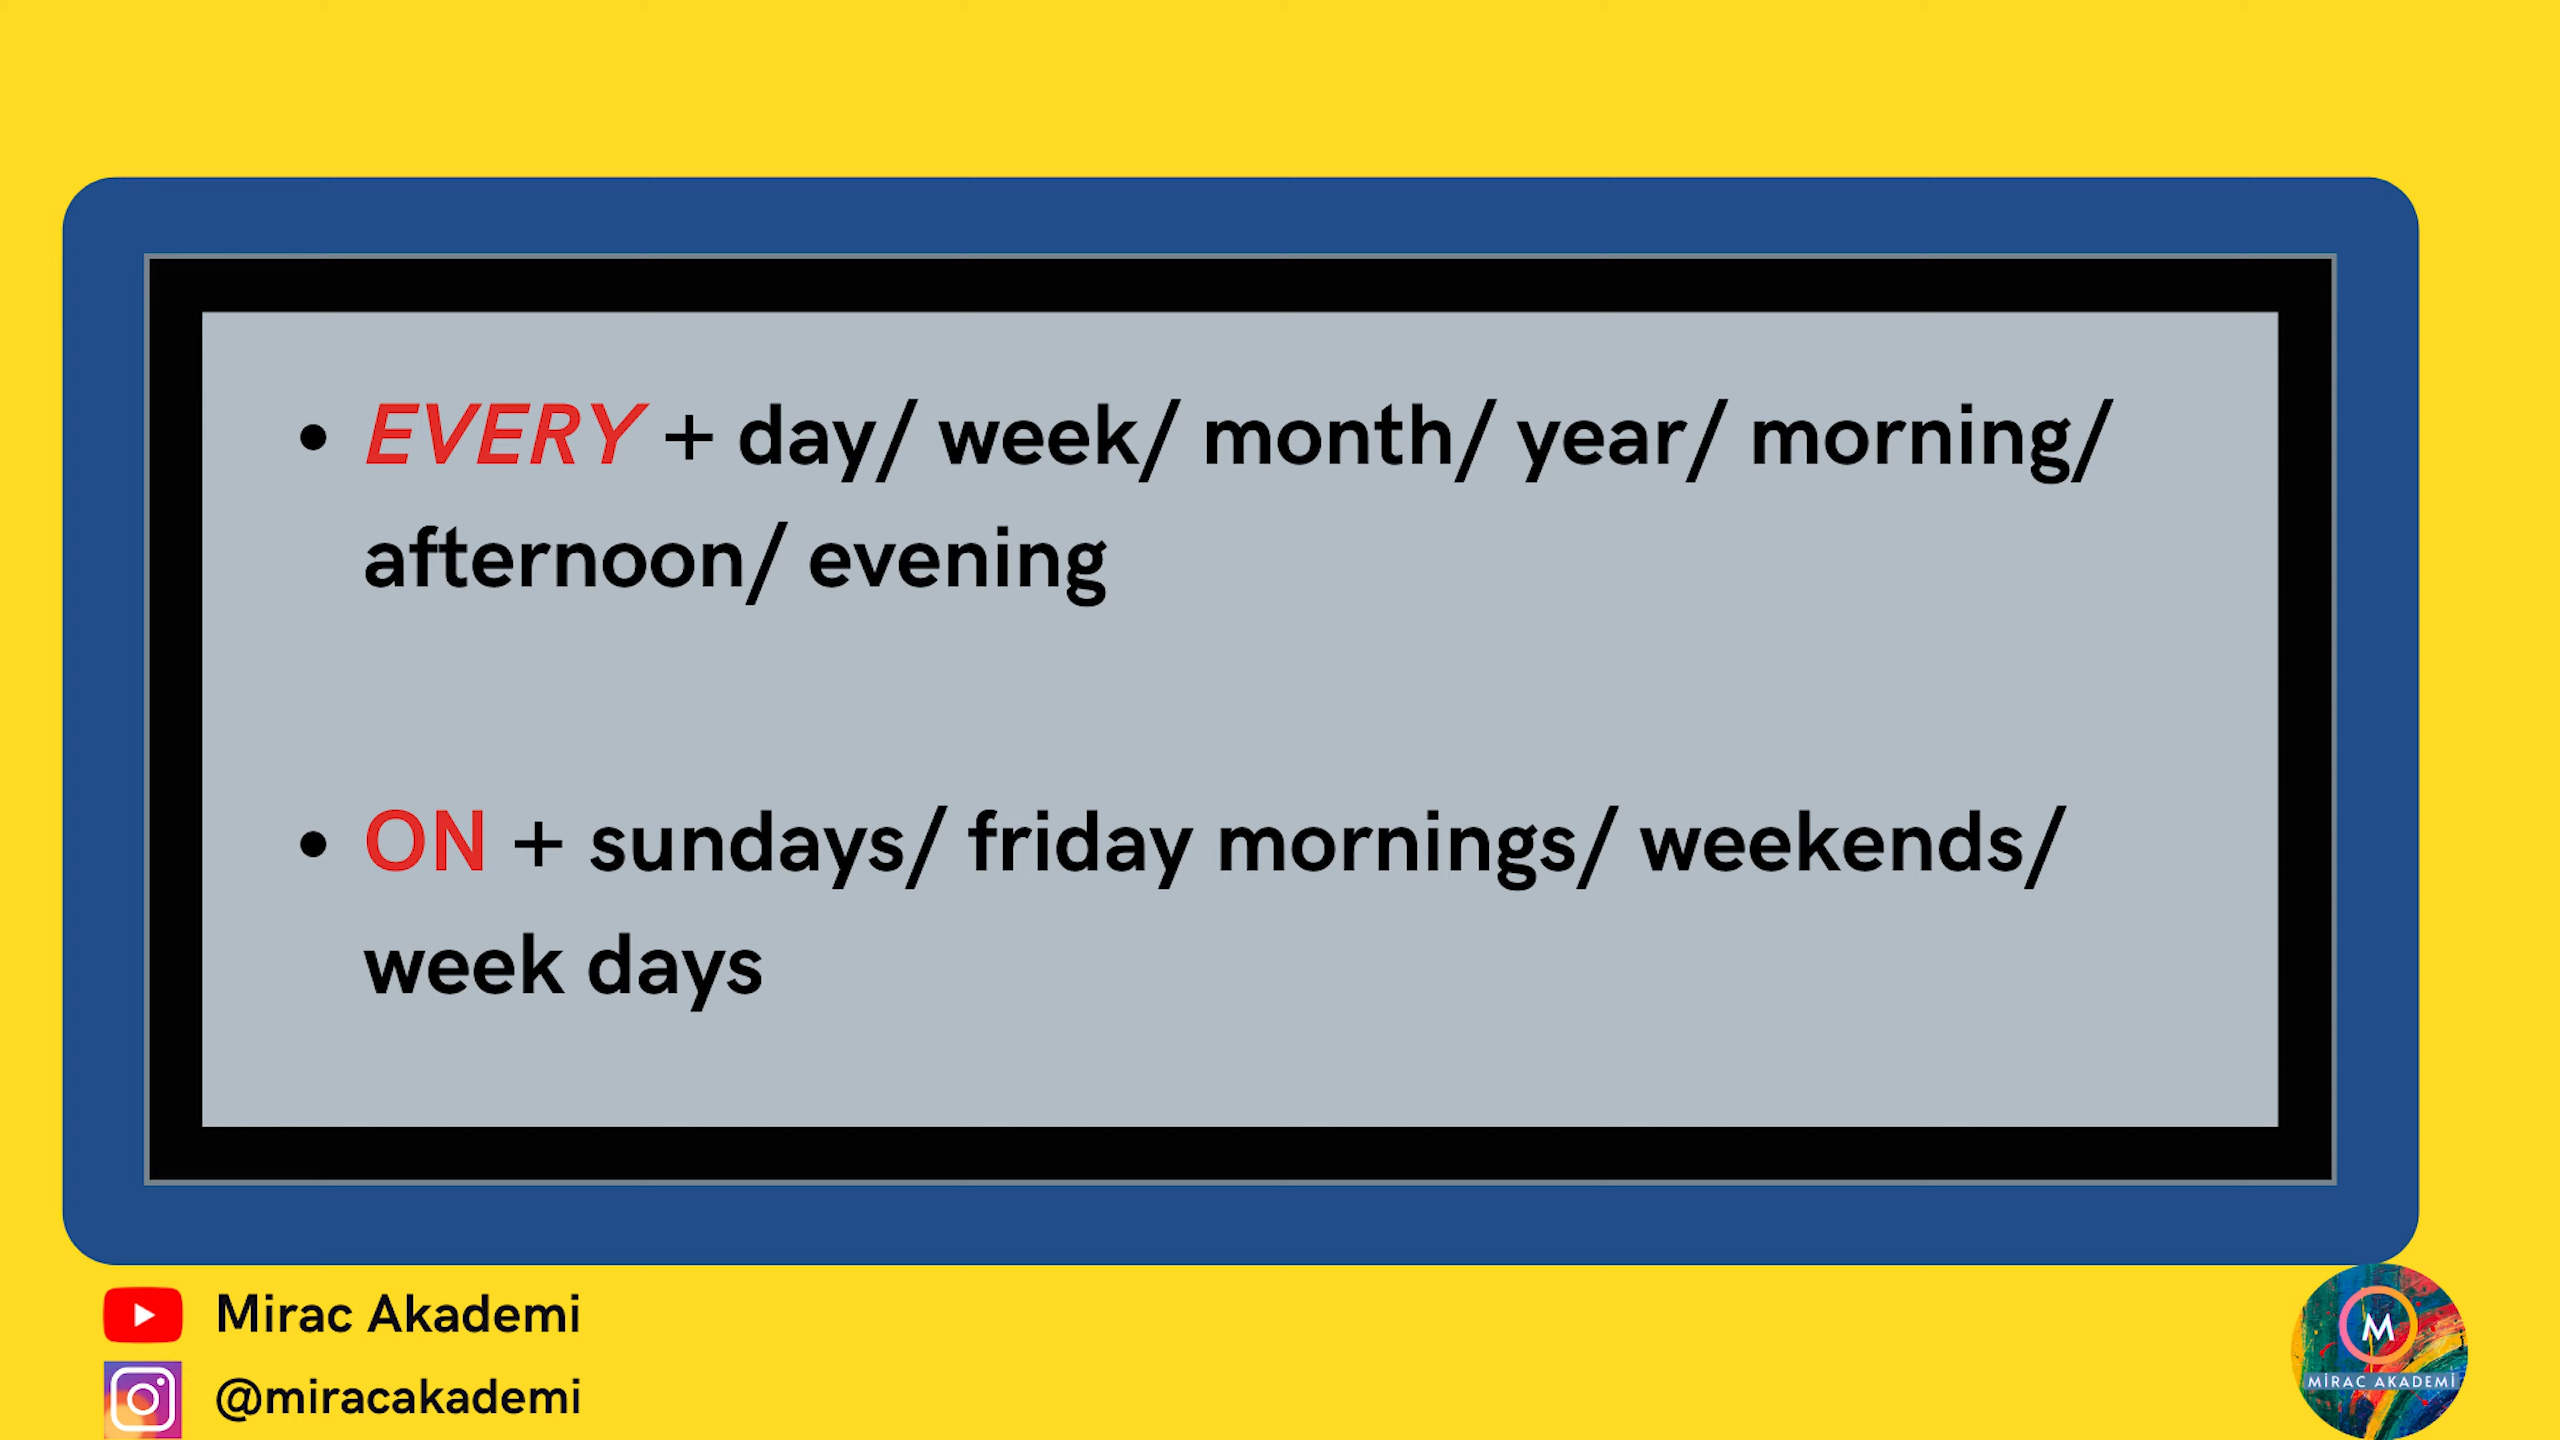 • EVERY + day/ week/ month/ year/ morning/
afternoon/ evening
• ON + sundays/ friday mornings/ weekends/
week days
Mirac Akademi
@miracakademi
M
MİRAC AKADEMİ